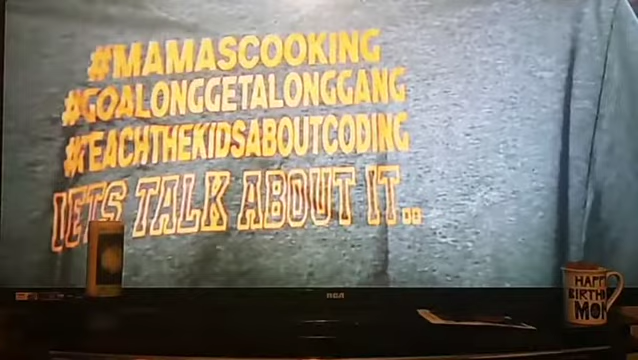 #MAMASCOOKING
#GOALONGGETALONGGANG
#TEACHTHEKIDSABOUTCODING
LETS TALK ABOUT IT..
RCA
HAPPY
BIRTHDAY
MOM